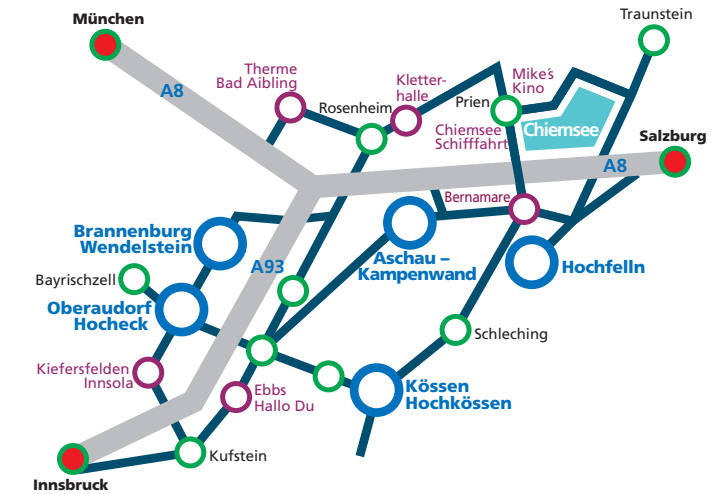 München
Traunstein
A8
Therme
Bad Aibling
Kletter-
halle
Mike's
Kino
Rosenheim
Prien
Chiemsee
Schifffahrt
Chiemsee
Salzburg
A8
Bernamare
Brannenburg
Wendelstein
A93
Aschau –
Kampenwand
Hochfelln
Bayrischzell
Oberaudorf
Hocheck
Schleching
Kiefersfelden
Innsola
Ebbs
Hallo Du
Kössen
Hochkössen
Kufstein
Innsbruck